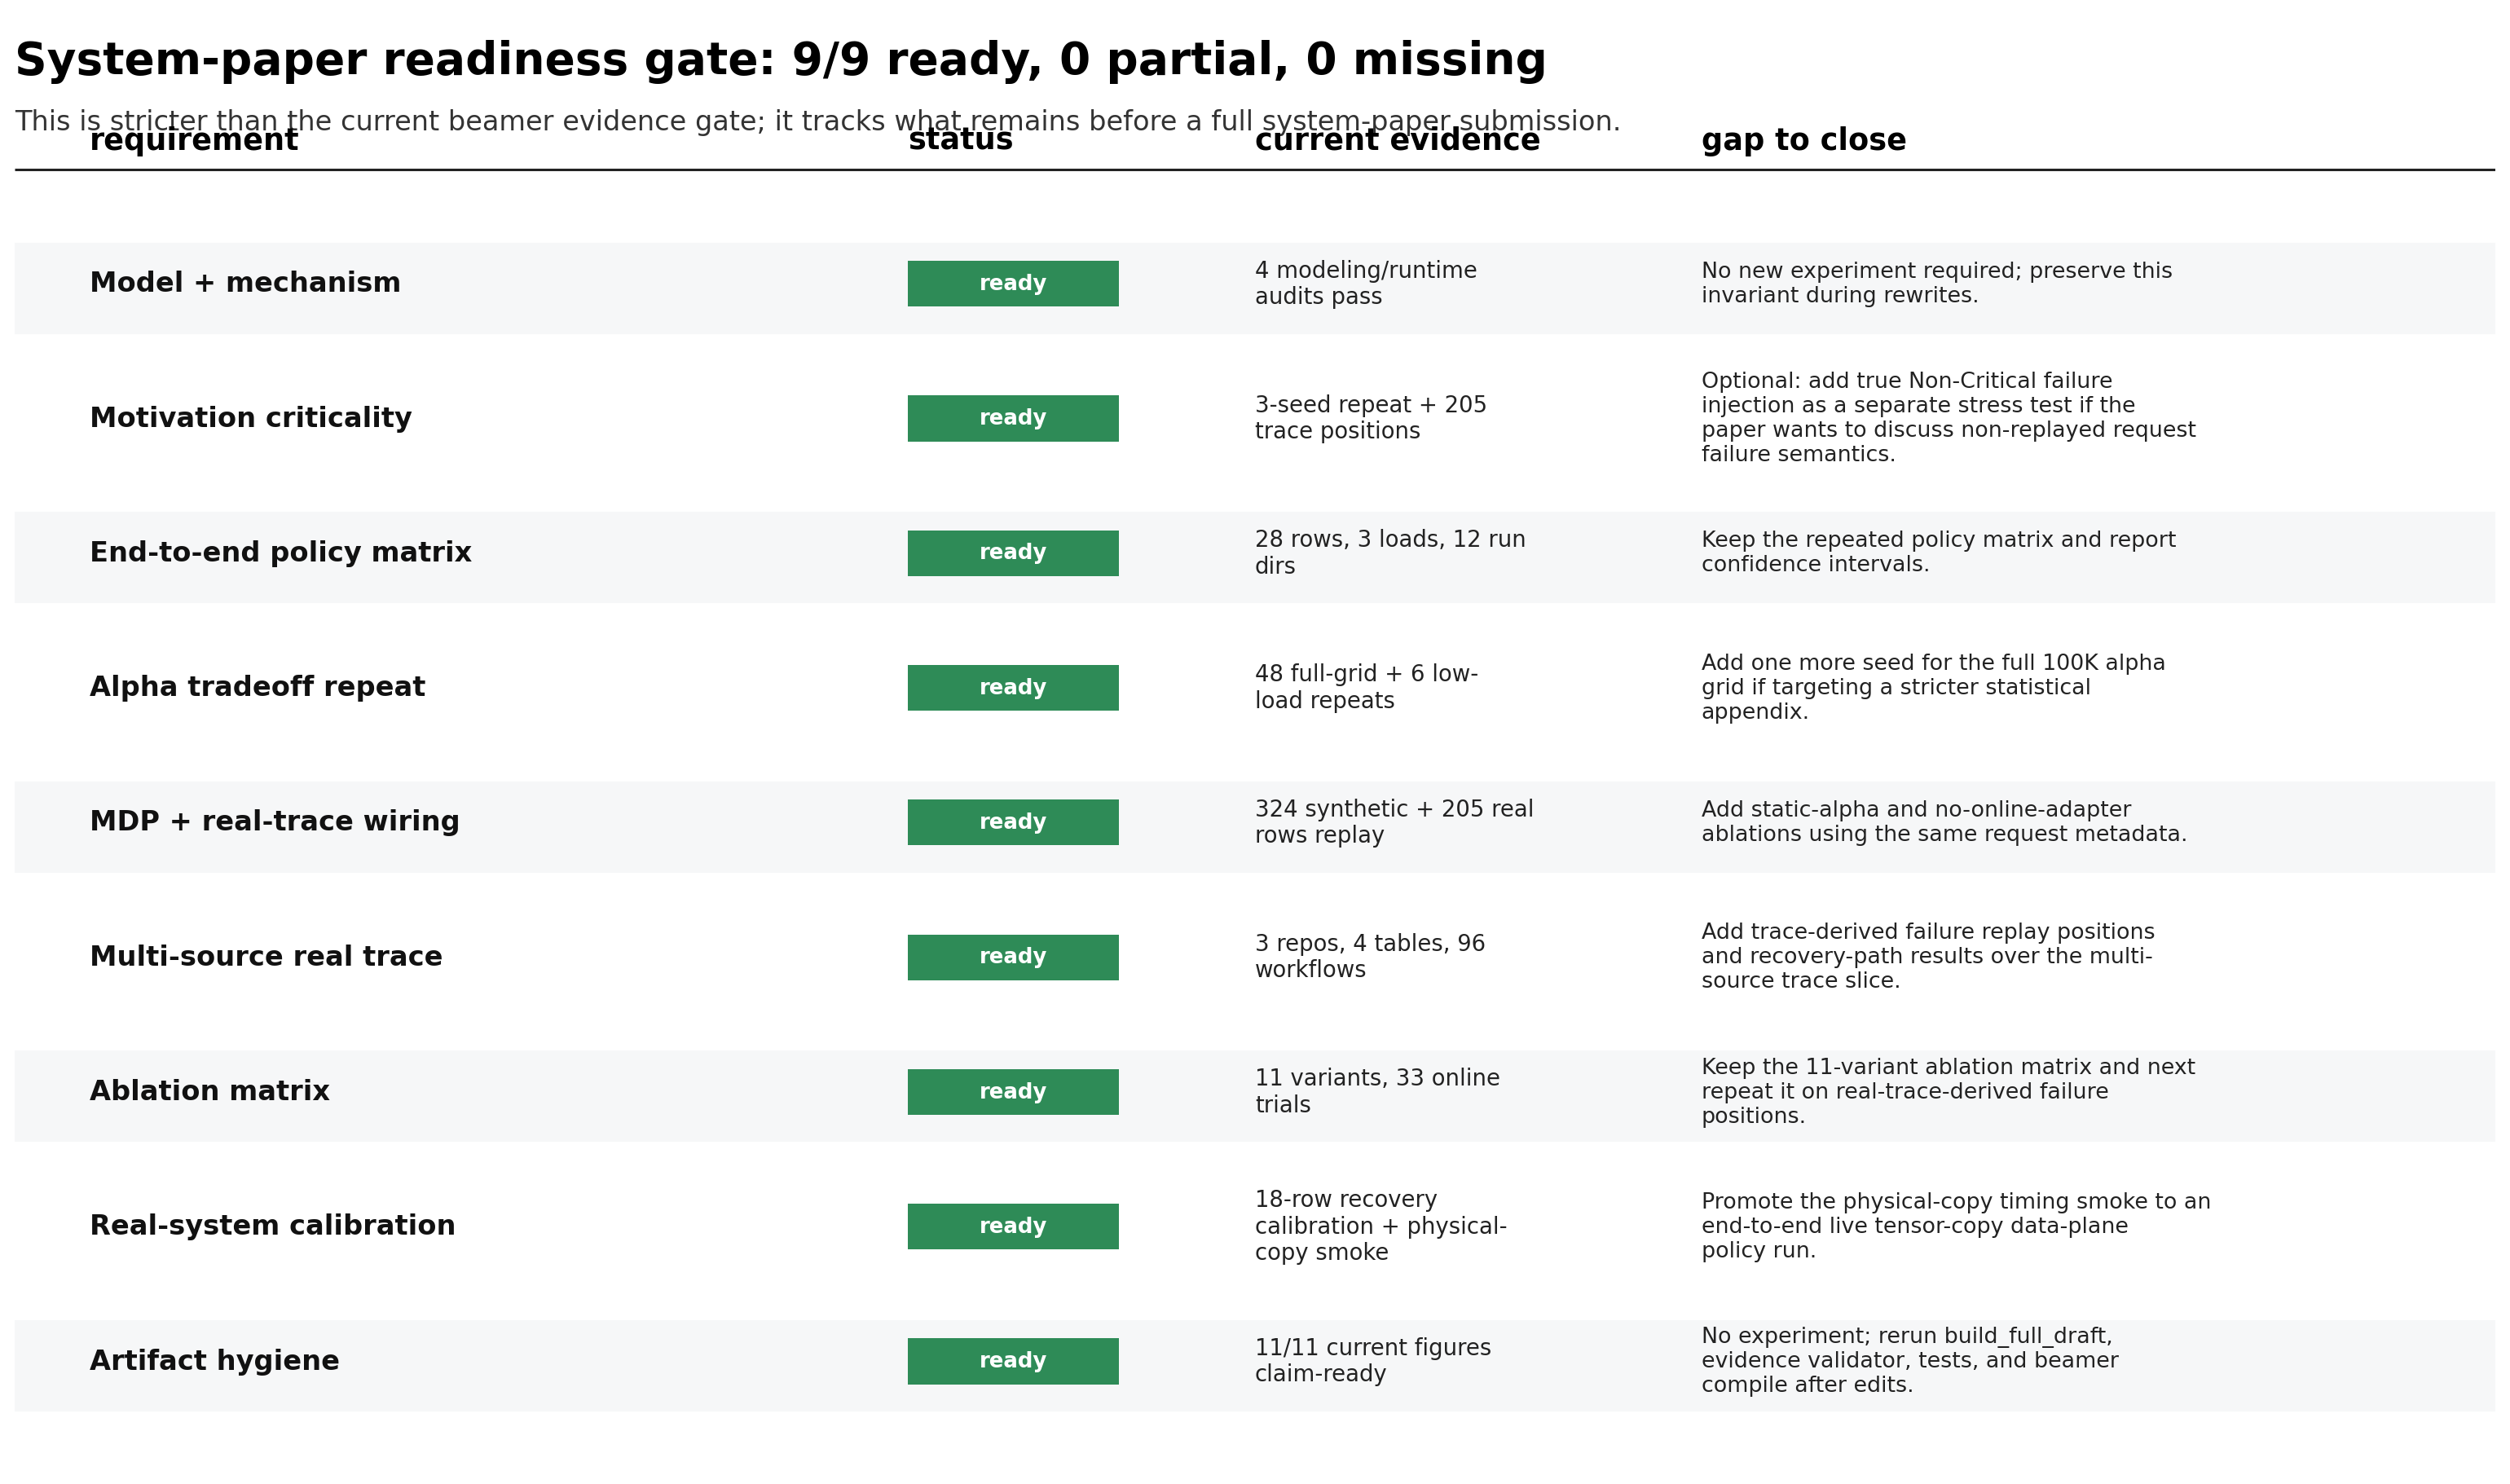 System-paper readiness gate: 9/9 ready, 0 partial, 0 missing
This is stricter than the current beamer evidence gate; it tracks what remains before a full system-paper submission.
requirement status current evidence gap to close
Model + mechanism
ready
4 modeling/runtime
audits pass
No new experiment required; preserve this
invariant during rewrites.
Motivation criticality
ready
3-seed repeat + 205
trace positions
Optional: add true Non-Critical failure
injection as a separate stress test if the
paper wants to discuss non-replayed request
failure semantics.
End-to-end policy matrix
ready
28 rows, 3 loads, 12 run
dirs
Keep the repeated policy matrix and report
confidence intervals.
Alpha tradeoff repeat
ready
48 full-grid + 6 low-
load repeats
Add one more seed for the full 100K alpha
grid if targeting a stricter statistical
appendix.
MDP + real-trace wiring
ready
324 synthetic + 205 real
rows replay
Add static-alpha and no-online-adapter
ablations using the same request metadata.
Multi-source real trace
ready
3 repos, 4 tables, 96
workflows
Add trace-derived failure replay positions
and recovery-path results over the multi-
source trace slice.
Ablation matrix
ready
11 variants, 33 online
trials
Keep the 11-variant ablation matrix and next
repeat it on real-trace-derived failure
positions.
Real-system calibration
ready
18-row recovery
calibration + physical-
copy smoke
Promote the physical-copy timing smoke to an
end-to-end live tensor-copy data-plane
policy run.
Artifact hygiene
ready
11/11 current figures
claim-ready
No experiment; rerun build_full_draft,
evidence validator, tests, and beamer
compile after edits.